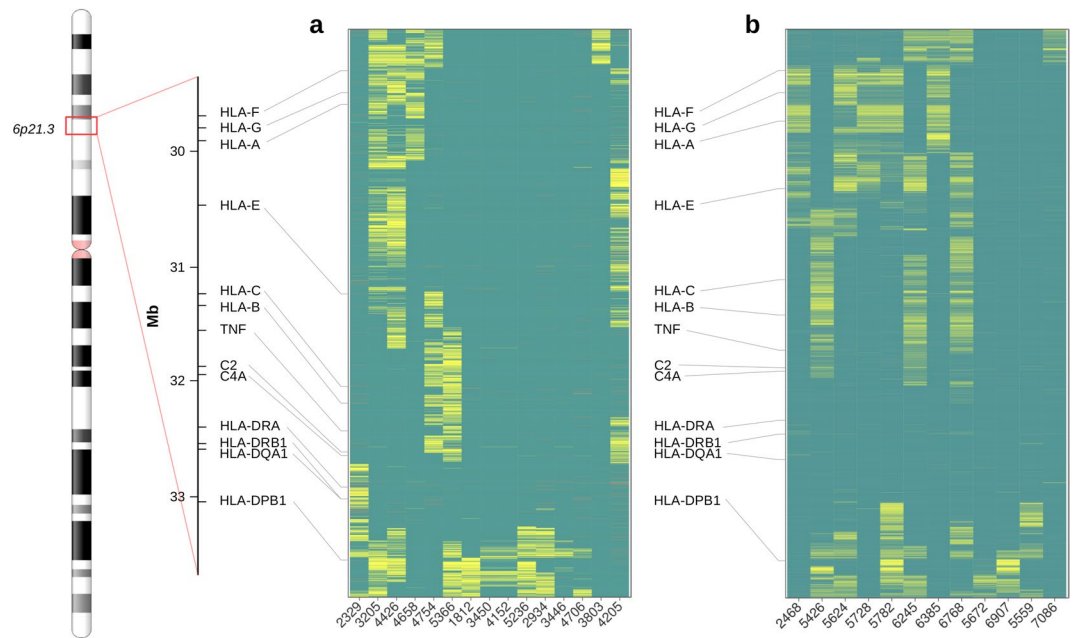 a
b
6p21.3
Mb
30
31
32
33
HLA-F
HLA-G
HLA-A
HLA-E
HLA-C
HLA-B
TNF
C2
C4A
HLA-DRA
HLA-DRB1
HLA-DQA1
HLA-DPB1
2329
3205
4426
4658
4754
5366
1812
3450
4152
5236
2934
3446
4706
3803
4205
HLA-F
HLA-G
HLA-A
HLA-E
HLA-C
HLA-B
TNF
C2
C4A
HLA-DRA
HLA-DRB1
HLA-DQA1
HLA-DPB1
2468
5426
5624
5728
5782
6245
6385
6768
5672
6907
5559
7086